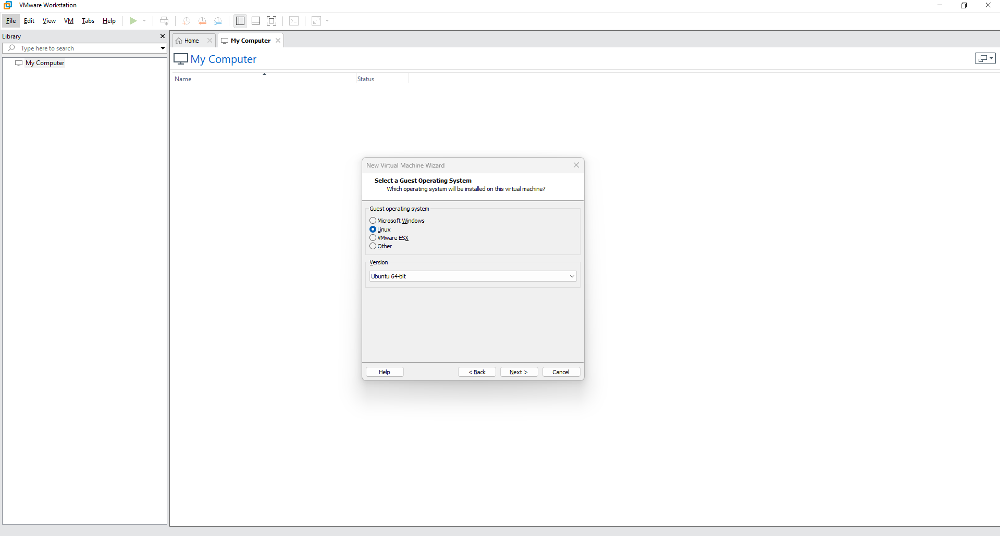 VMware Workstation
File Edit View VM Tabs Help
Library
Type here to search
My Computer
Home
My Computer
My Computer
Name Status
New Virtual Machine Wizard
Select a Guest Operating System
Which operating system will be installed on this virtual machine?
Guest operating system
Microsoft Windows
Linux
VMware ESX
Other
Version
Ubuntu 64-bit
Help < Back Next > Cancel